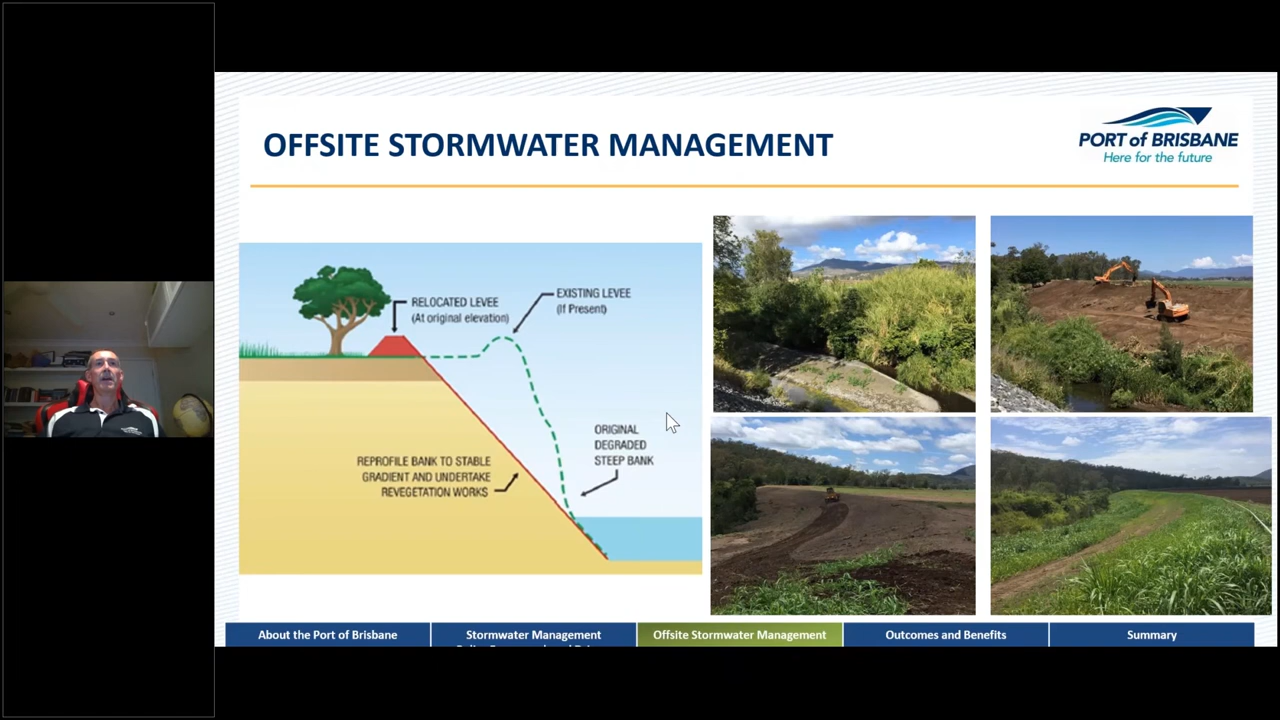 OFFSITE STORMWATER MANAGEMENT
PORT of BRISBANE
Here for the future
RELOCATED LEVEE
(At original elevation)
EXISTING LEVEE
(If Present)
ORIGINAL
DEGRADED
STEEP BANK
REPROFILE BANK TO STABLE
GRADIENT AND UNDERTAKE
REVEGETATION WORKS
About the Port of Brisbane
Stormwater Management
Offsite Stormwater Management
Outcomes and Benefits
Summary